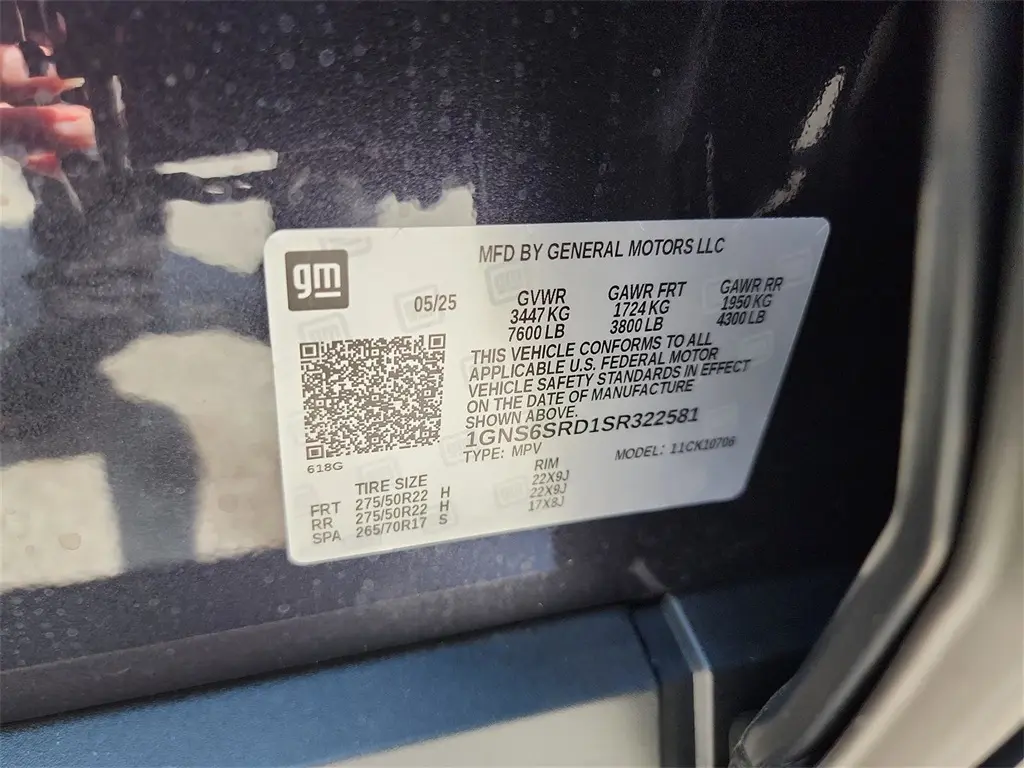 gm
MFD BY GENERAL MOTORS LLC
05/25
GVWR GAWR FRT GAWR RR
3447 KG 1724 KG 1950 KG
7600 LB 3800 LB 4300 LB
THIS VEHICLE CONFORMS TO ALL
APPLICABLE U.S. FEDERAL MOTOR
VEHICLE SAFETY STANDARDS IN EFFECT
ON THE DATE OF MANUFACTURE
SHOWN ABOVE.
1GNS6SRD1SR322581
TYPE: MPV MODEL: 11CK10706
618G
TIRE SIZE RIM
FRT 275/50R22 H 22X9J
RR 275/50R22 H 22X9J
SPA 265/70R17 S 17X8J